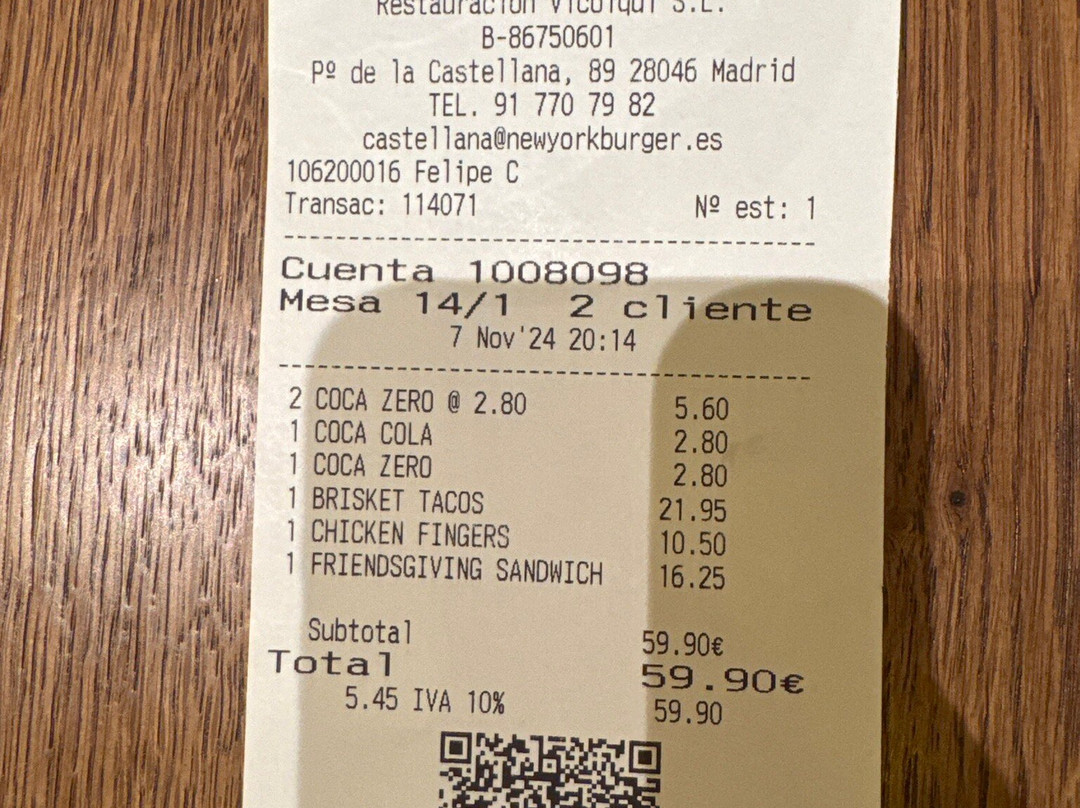 Restauración Vicuiqui S.L.
B-86750601
Pº de la Castellana, 89 28046 Madrid
TEL. 91 770 79 82
castellana@newyorkburger.es
106200016 Felipe C
Transac: 114071 Nº est: 1
Cuenta 1008098
Mesa 14/1 2 cliente
7 Nov'24 20:14
2 COCA ZERO @ 2.80 5.60
1 COCA COLA 2.80
1 COCA ZERO 2.80
1 BRISKET TACOS 21.95
1 CHICKEN FINGERS 10.50
1 FRIENDSGIVING SANDWICH 16.25
Subtotal 59.90€
Total 59.90€
5.45 IVA 10% 59.90